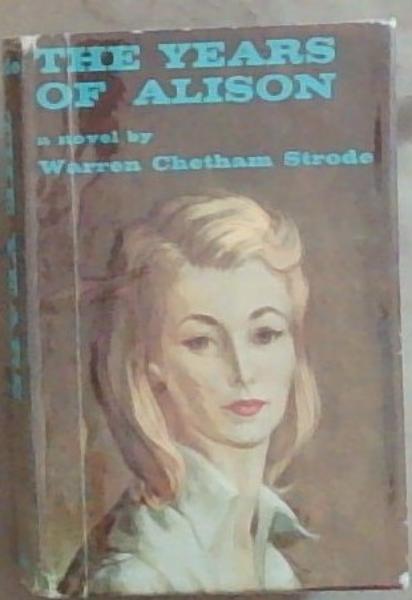 THE YEARS
OF ALISON
a novel by
Warren Chetham Strode